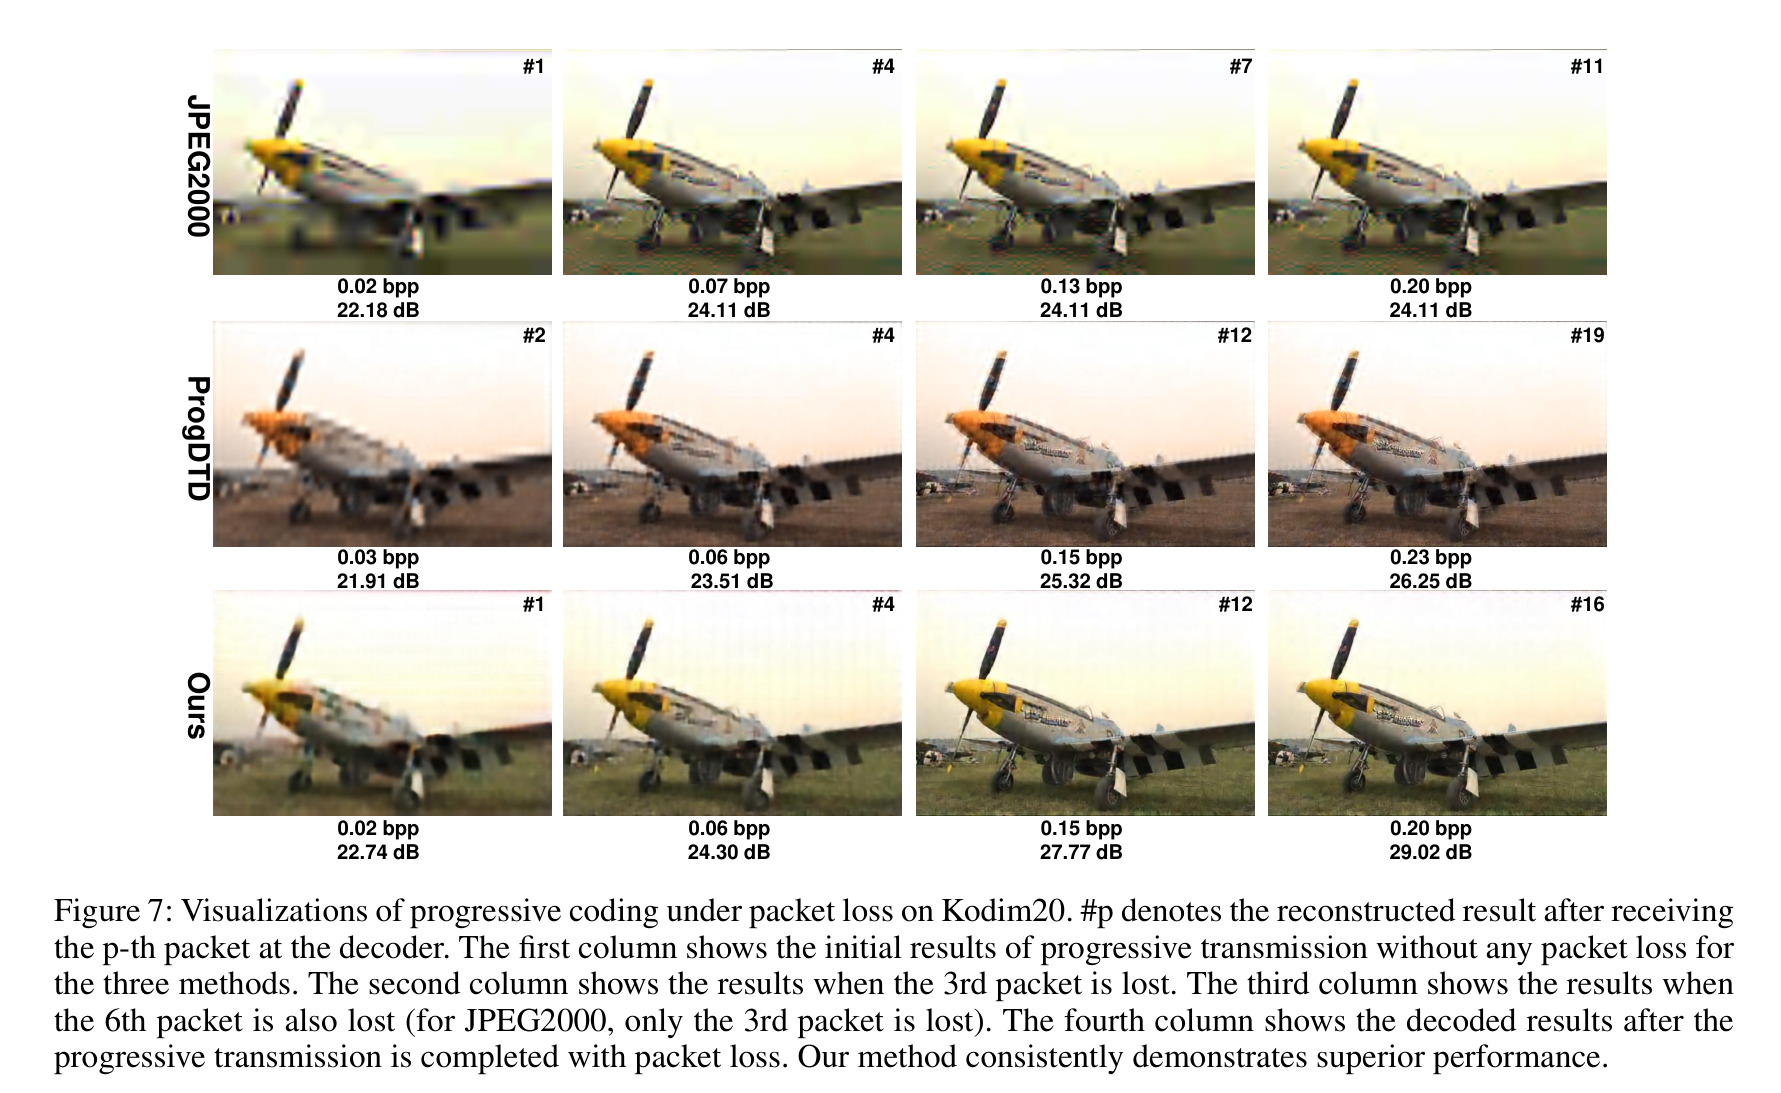 JPEG2000
#1
#4
#7
#11
0.02 bpp
22.18 dB
0.07 bpp
24.11 dB
0.13 bpp
24.11 dB
0.20 bpp
24.11 dB
ProgDTD
#2
#4
#12
#19
0.03 bpp
21.91 dB
0.06 bpp
23.51 dB
0.15 bpp
25.32 dB
0.23 bpp
26.25 dB
Ours
#1
#4
#12
#16
0.02 bpp
22.74 dB
0.06 bpp
24.30 dB
0.15 bpp
27.77 dB
0.20 bpp
29.02 dB
Figure 7: Visualizations of progressive coding under packet loss on Kodim20. #p denotes the reconstructed result after receiving
the p-th packet at the decoder. The first column shows the initial results of progressive transmission without any packet loss for
the three methods. The second column shows the results when the 3rd packet is lost. The third column shows the results when
the 6th packet is also lost (for JPEG2000, only the 3rd packet is lost). The fourth column shows the decoded results after the
progressive transmission is completed with packet loss. Our method consistently demonstrates superior performance.